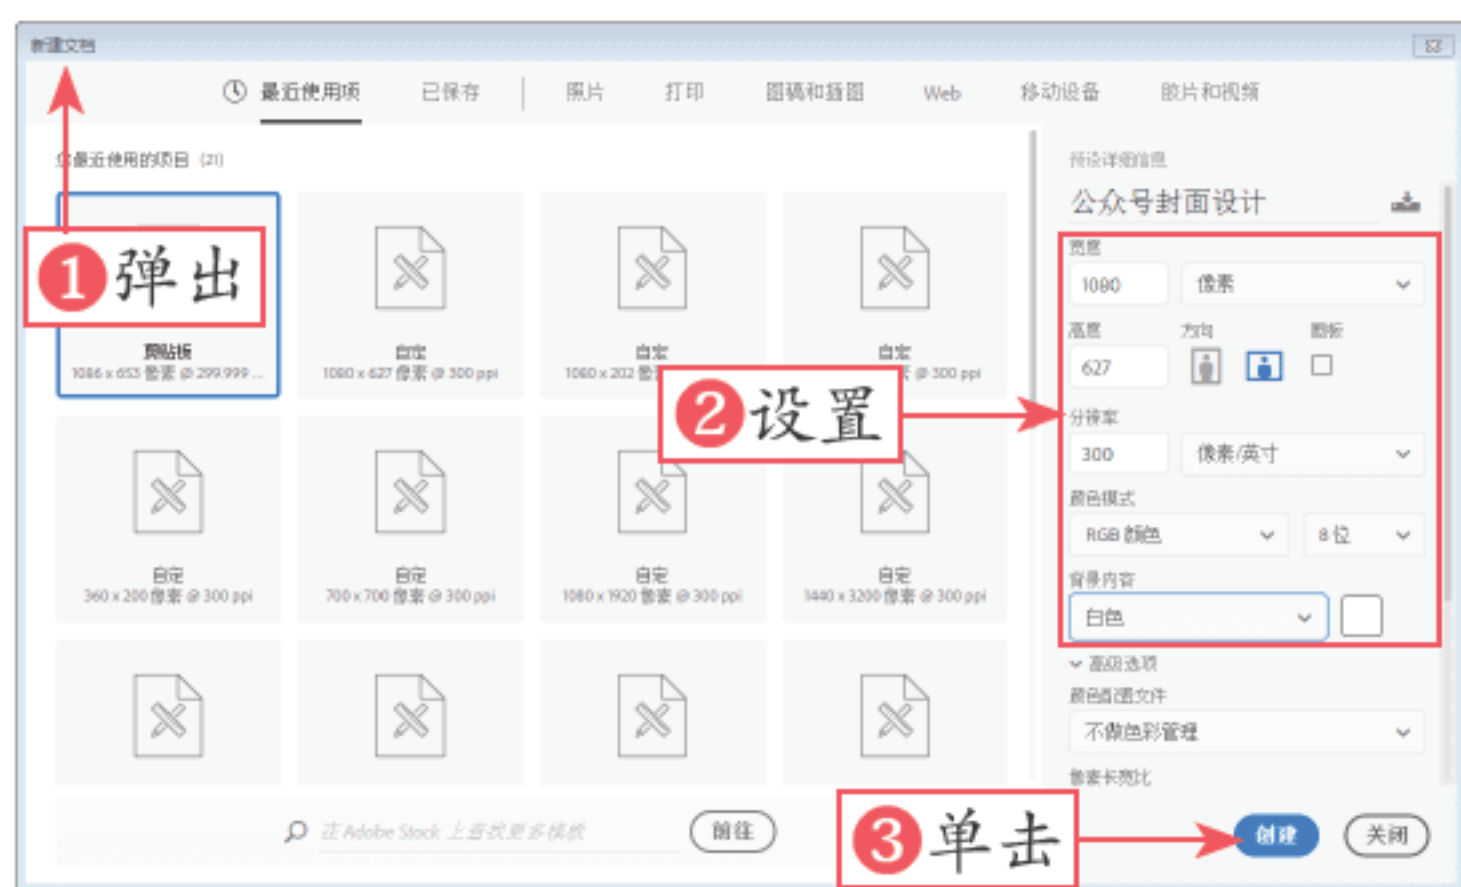 新建文档
最近使用项 已保存 照片 打印 图稿和插图 Web 移动设备 胶片和视频
最近使用的项目 (21)
预设详细信息
公众号封面设计
1 弹出
宽度
1080 像素
高度 方向 画板
627
剪贴板
1086 x 653 像素 @ 299.999 ...
自定
1080 x 627 像素 @ 300 ppi
自定
1080 x 202 像
自定
@ 300 ppi
2 设置
分辨率
300 像素/英寸
颜色模式
RGB 颜色 8 位
自定
360 x 200 像素 @ 300 ppi
自定
700 x 700 像素 @ 300 ppi
自定
1080 x 1920 像素 @ 300 ppi
自定
1440 x 3200 像素 @ 300 ppi
背景内容
白色
高级选项
颜色配置文件
不做色彩管理
像素长宽比
在 Adobe Stock 上查找更多模板 前往
3 单击
创建 关闭